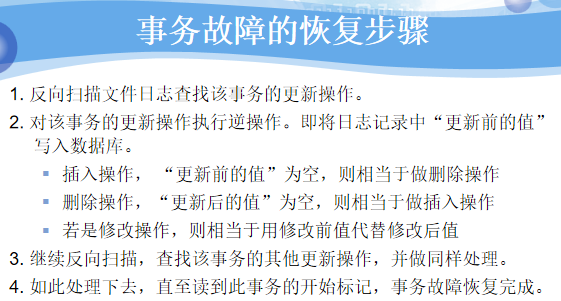 事务故障的恢复步骤
1. 反向扫描文件日志查找该事务的更新操作。
2. 对该事务的更新操作执行逆操作。即将日志记录中“更新前的值”
写入数据库。
插入操作， “更新前的值”为空，则相当于做删除操作
删除操作，“更新后的值”为空，则相当于做插入操作
若是修改操作，则相当于用修改前值代替修改后值
3. 继续反向扫描，查找该事务的其他更新操作，并做同样处理。
4. 如此处理下去，直至读到此事务的开始标记，事务故障恢复完成。